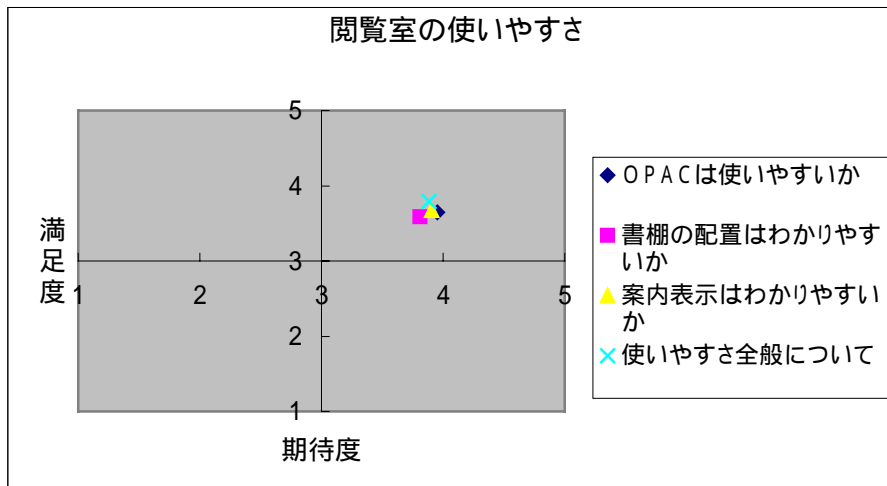 閲覧室の使いやすさ
5
4
3
2
1
1 2 3 4 5
満足度
期待度
OPACは使いやすいか
書棚の配置はわかりやす
いか
案内表示はわかりやすい
か
使いやすさ全般について